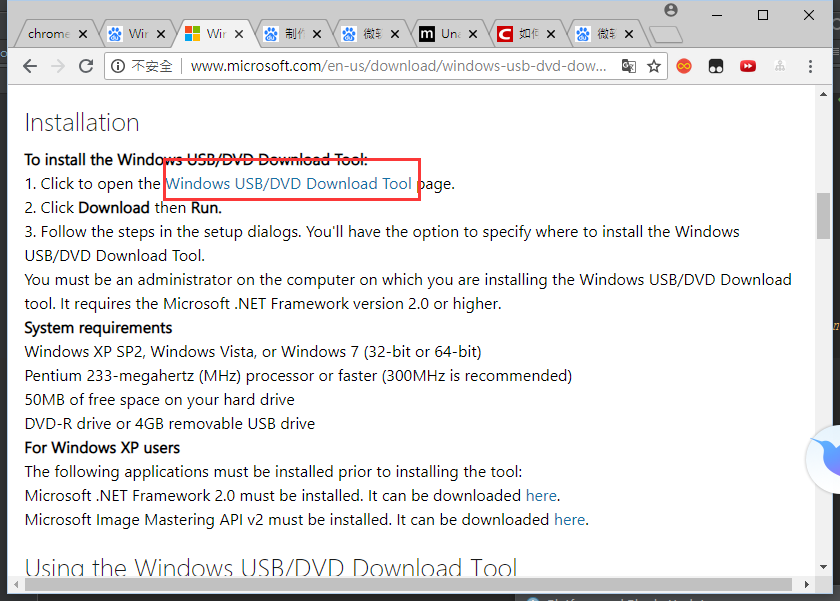 chrome
Wir
Wir
制作
微软
Una
如何
微软
不安全
www.microsoft.com/en-us/download/windows-usb-dvd-dow...
Installation
To install the Windows USB/DVD Download Tool:
1. Click to open the Windows USB/DVD Download Tool page.
2. Click Download then Run.
3. Follow the steps in the setup dialogs. You'll have the option to specify where to install the Windows
USB/DVD Download Tool.
You must be an administrator on the computer on which you are installing the Windows USB/DVD Download
tool. It requires the Microsoft .NET Framework version 2.0 or higher.
System requirements
Windows XP SP2, Windows Vista, or Windows 7 (32-bit or 64-bit)
Pentium 233-megahertz (MHz) processor or faster (300MHz is recommended)
50MB of free space on your hard drive
DVD-R drive or 4GB removable USB drive
For Windows XP users
The following applications must be installed prior to installing the tool:
Microsoft .NET Framework 2.0 must be installed. It can be downloaded here.
Microsoft Image Mastering API v2 must be installed. It can be downloaded here.
Using the Windows USB/DVD Download Tool